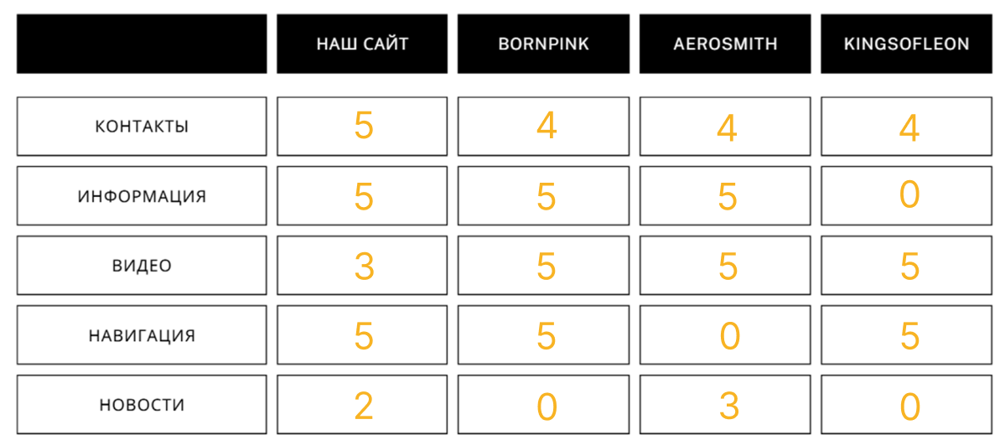 НАШ САЙТ BORNPINK AEROSMITH KINGSOFLEON
КОНТАКТЫ 5 4 4 4
ИНФОРМАЦИЯ 5 5 5 0
ВИДЕО 3 5 5 5
НАВИГАЦИЯ 5 5 0 5
НОВОСТИ 2 0 3 0